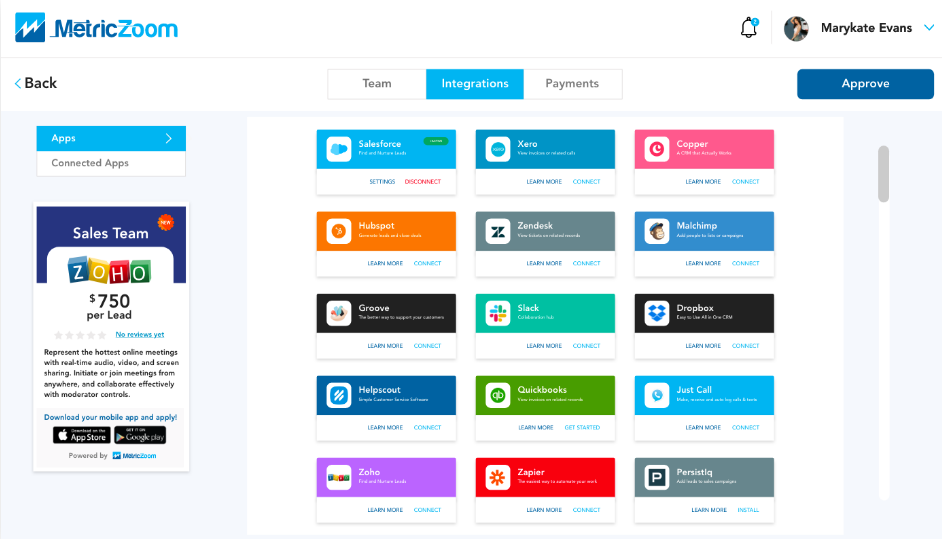 MetricZoom
2
Marykate Evans
Back
Team
Integrations
Payments
Approve
Apps
Connected Apps
NEW
Sales Team
ZOHO
$750
per Lead
No reviews yet
Represent the hottest online meetings
with real-time audio, video, and screen
sharing. Initiate or join meetings from
anywhere, and collaborate effectively
with moderator controls.
Download your mobile app and apply!
Download on the
App Store
GET IT ON
Google play
Powered by MetricZoom
Salesforce
Find and Nurture Leads
SETTINGS DISCONNECT
Xero
View invoices or related calls
LEARN MORE CONNECT
Copper
A CRM that Actually Works
LEARN MORE CONNECT
Hubspot
Generate leads and close deals
LEARN MORE CONNECT
Zendesk
View tickets on related records
LEARN MORE CONNECT
Mailchimp
Add people to lists or campaigns
LEARN MORE CONNECT
Groove
The better way to support your customers
LEARN MORE CONNECT
Slack
Collaboration hub
LEARN MORE CONNECT
Dropbox
Easy to Use All in One CRM
LEARN MORE CONNECT
Helpscout
Simple Customer Service Software
LEARN MORE CONNECT
Quickbooks
View invoices on related records
LEARN MORE GET STARTED
Just Call
Make, receive and auto log calls & texts
LEARN MORE CONNECT
ZOHO
Zoho
Find and Nurture Leads
LEARN MORE CONNECT
Zapier
The easiest way to automate your work
LEARN MORE CONNECT
PersistIq
Add leads to sales campaigns
LEARN MORE INSTALL